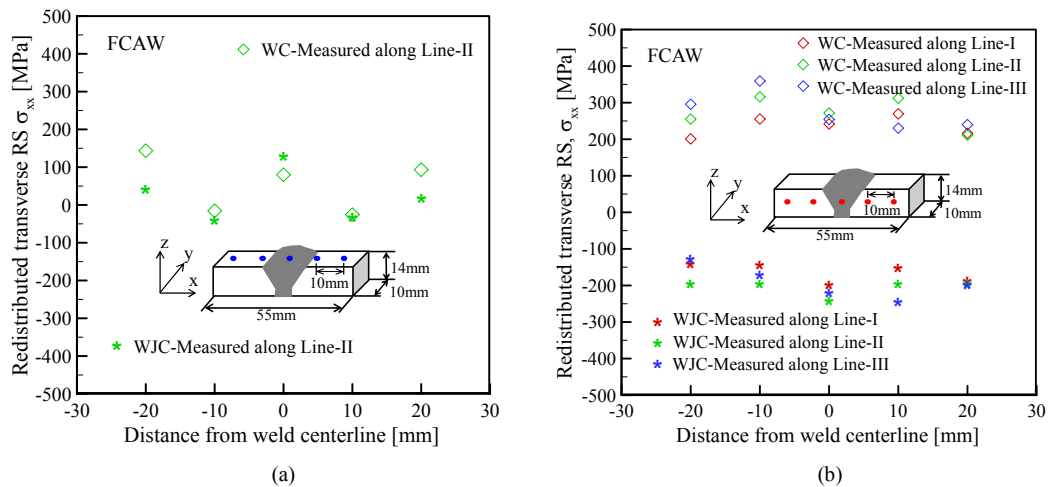 500
400
300
200
100
0
-100
-200
-300
-400
-500
Redistributed transverse RS σxx [MPa]
FCAW
WC-Measured along Line-II
z
y
x
14mm
10mm
10mm
55mm
WJC-Measured along Line-II
-30 -20 -10 0 10 20 30
Distance from weld centerline [mm]
(a)
500
400
300
200
100
0
-100
-200
-300
-400
-500
Redistributed transverse RS, σxx [MPa]
FCAW
WC-Measured along Line-I
WC-Measured along Line-II
WC-Measured along Line-III
z
y
x
14mm
10mm
10mm
55mm
WJC-Measured along Line-I
WJC-Measured along Line-II
WJC-Measured along Line-III
-30 -20 -10 0 10 20 30
Distance from weld centerline [mm]
(b)